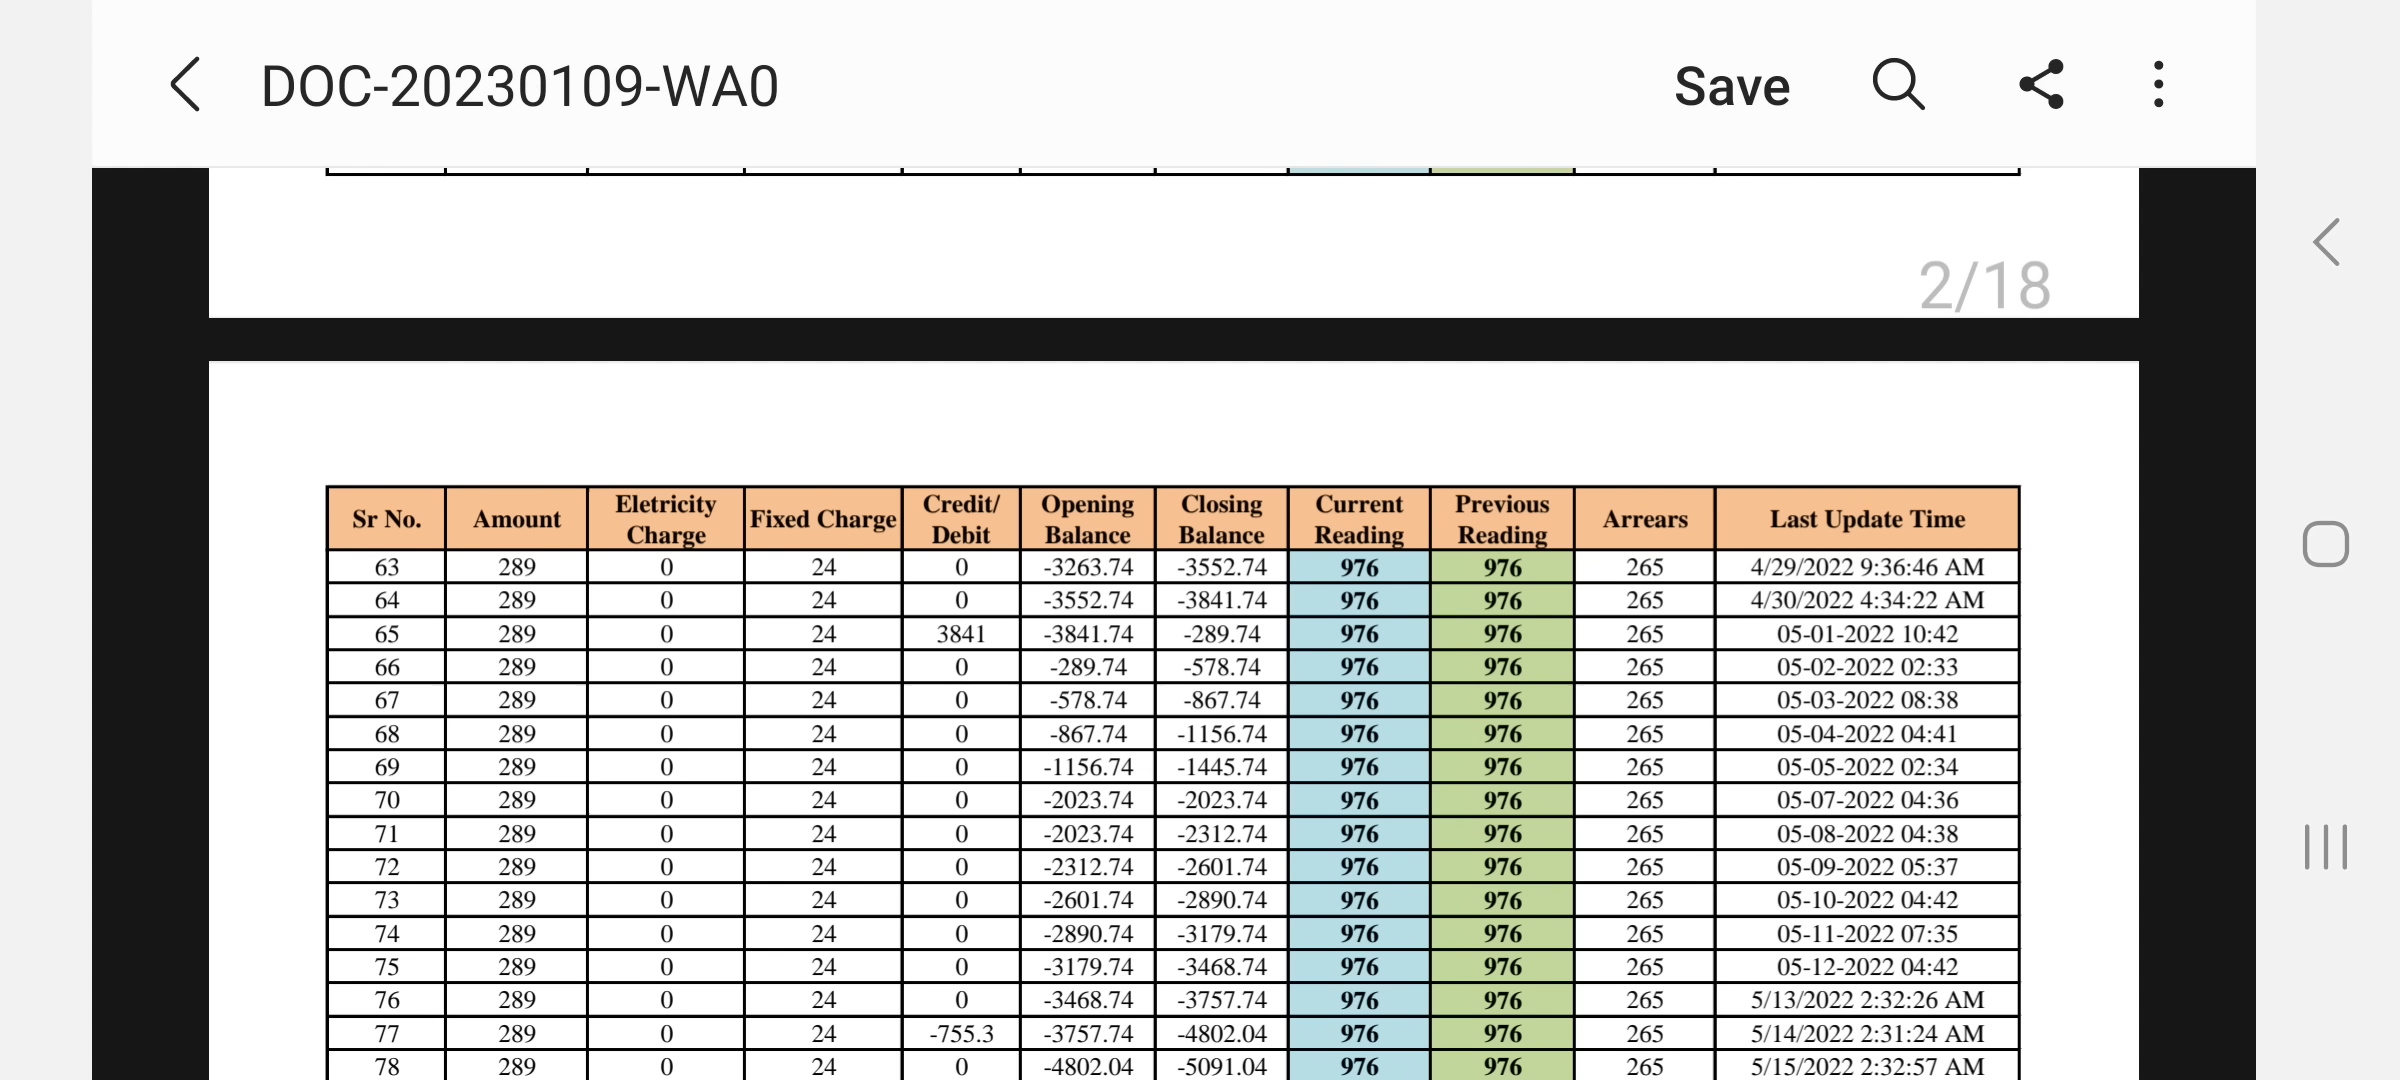 DOC-20230109-WA0
Save
2/18
Sr No. Amount Eletricity Charge Fixed Charge Credit/ Debit Opening Balance Closing Balance Current Reading Previous Reading Arrears Last Update Time
63 289 0 24 0 -3263.74 -3552.74 976 976 265 4/29/2022 9:36:46 AM
64 289 0 24 0 -3552.74 -3841.74 976 976 265 4/30/2022 4:34:22 AM
65 289 0 24 3841 -3841.74 -289.74 976 976 265 05-01-2022 10:42
66 289 0 24 0 -289.74 -578.74 976 976 265 05-02-2022 02:33
67 289 0 24 0 -578.74 -867.74 976 976 265 05-03-2022 08:38
68 289 0 24 0 -867.74 -1156.74 976 976 265 05-04-2022 04:41
69 289 0 24 0 -1156.74 -1445.74 976 976 265 05-05-2022 02:34
70 289 0 24 0 -2023.74 -2023.74 976 976 265 05-07-2022 04:36
71 289 0 24 0 -2023.74 -2312.74 976 976 265 05-08-2022 04:38
72 289 0 24 0 -2312.74 -2601.74 976 976 265 05-09-2022 05:37
73 289 0 24 0 -2601.74 -2890.74 976 976 265 05-10-2022 04:42
74 289 0 24 0 -2890.74 -3179.74 976 976 265 05-11-2022 07:35
75 289 0 24 0 -3179.74 -3468.74 976 976 265 05-12-2022 04:42
76 289 0 24 0 -3468.74 -3757.74 976 976 265 5/13/2022 2:32:26 AM
77 289 0 24 -755.3 -3757.74 -4802.04 976 976 265 5/14/2022 2:31:24 AM
78 289 0 24 0 -4802.04 -5091.04 976 976 265 5/15/2022 2:32:57 AM